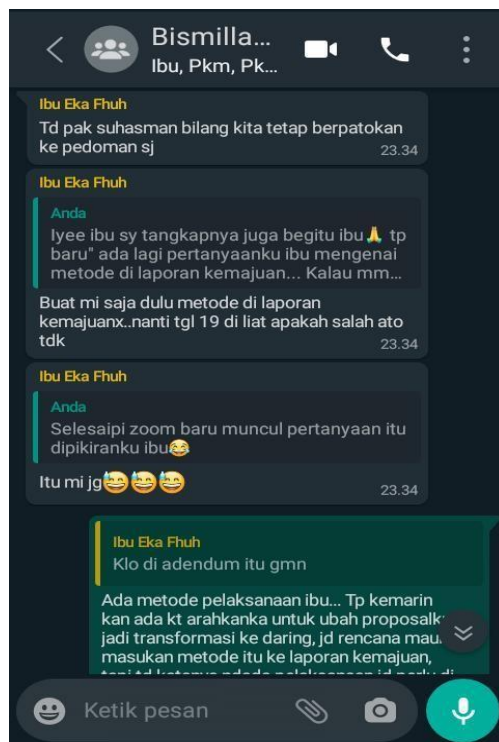 Bismilla...
Ibu, Pkm, Pk...
Ibu Eka Fhuh
Td pak suhasman bilang kita tetap berpatokan
ke pedoman sj
23.34
Ibu Eka Fhuh
Anda
Iyee ibu sy tangkapnya juga begitu ibu🙏 tp
baru" ada lagi pertanyaanku ibu mengenai
metode di laporan kemajuan... Kalau mm...
Buat mi saja dulu metode di laporan
kemajuanx..nanti tgl 19 di liat apakah salah ato
tdk
23.34
Ibu Eka Fhuh
Anda
Selesaipi zoom baru muncul pertanyaan itu
dipikiranku ibu😂
Itu mi jg😅😅😅
23.34
Ibu Eka Fhuh
Klo di adendum itu gmn
Ada metode pelaksanaan ibu... Tp kemarin
kan ada kt arahkanka untuk ubah
jadi transformasi ke daring, jd rencana
masukan metode itu ke laporan kemajuan,
Ketik pesan